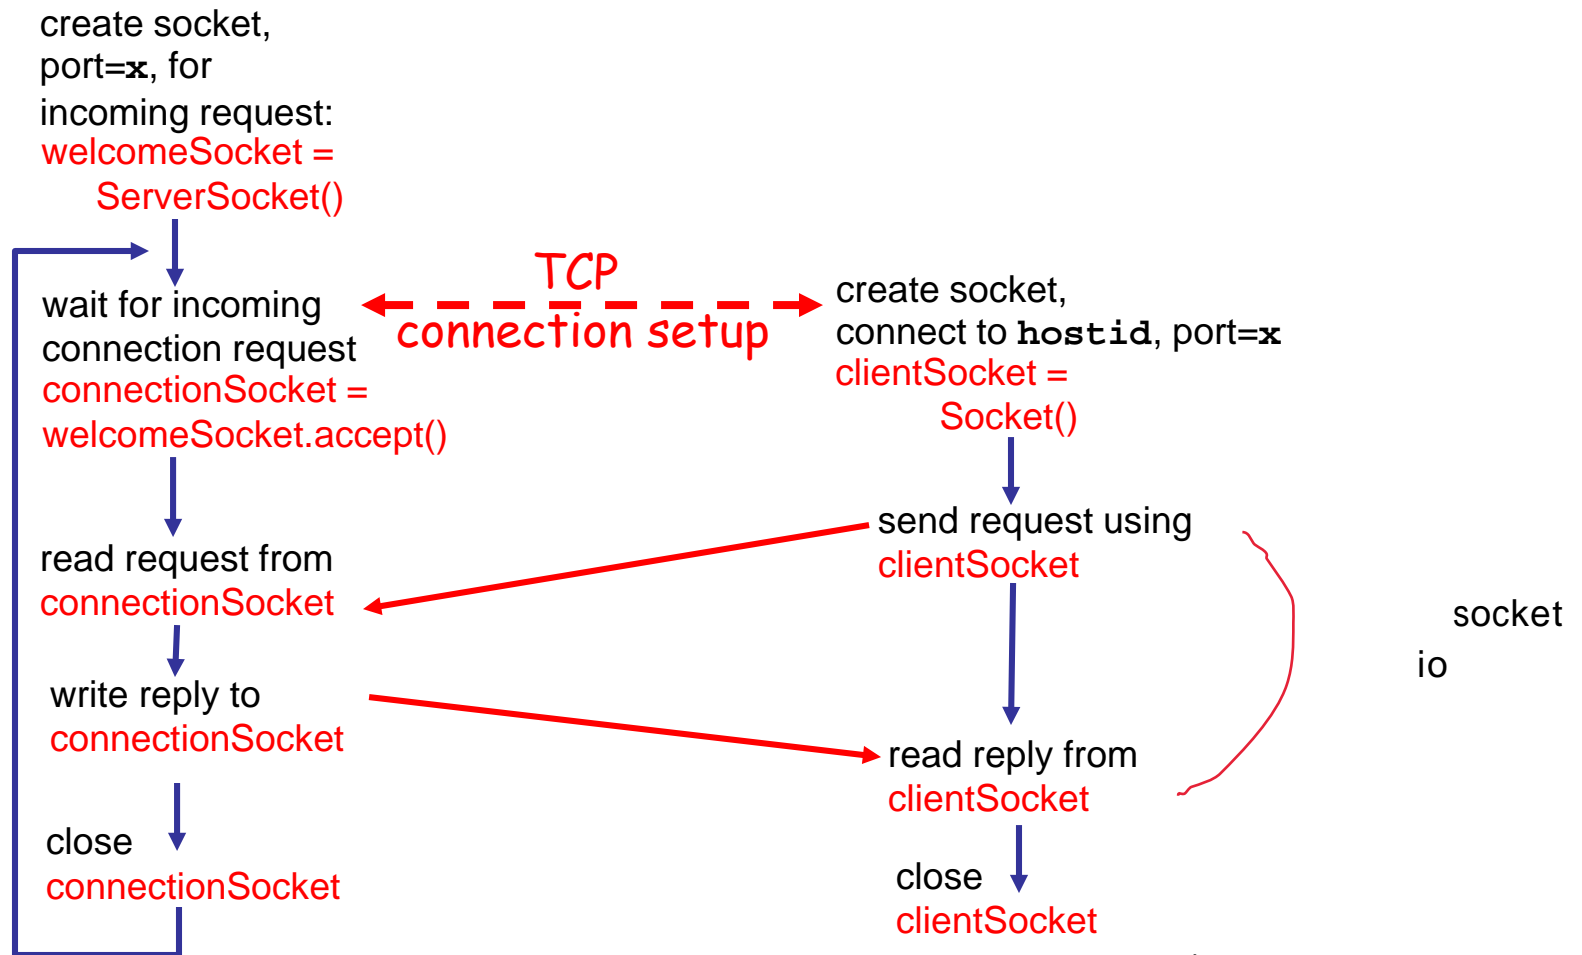 create socket,
port=x, for
incoming request:
welcomeSocket =
ServerSocket()
wait for incoming
connection request
connectionSocket =
welcomeSocket.accept()
TCP
connection setup
create socket,
connect to hostid, port=x
clientSocket =
Socket()
read request from
connectionSocket
send request using
clientSocket
write reply to
connectionSocket
read reply from
clientSocket
close
connectionSocket
close
clientSocket
socket
io